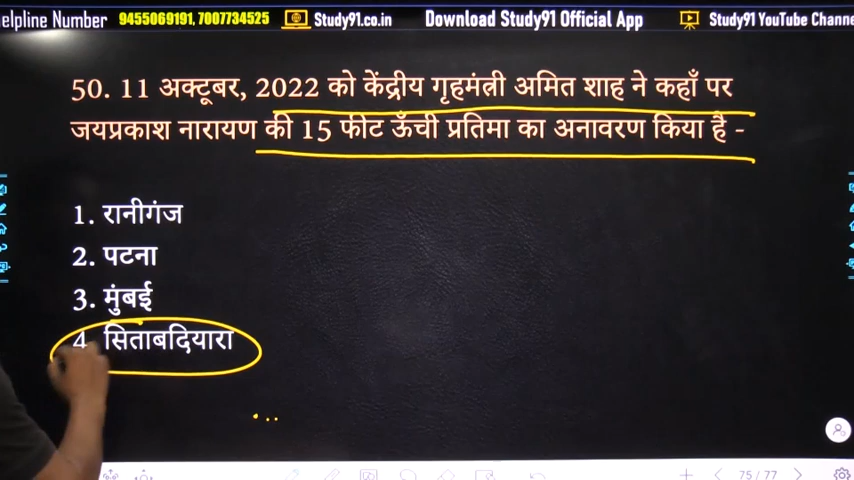 elpline Number 9455069191, 7007734525 Study91.co.in Download Study91 Official App Study91 YouTube Channe
50. 11 अक्टूबर, 2022 को केंद्रीय गृहमंत्री अमित शाह ने कहाँ पर
जयप्रकाश नारायण की 15 फीट ऊँची प्रतिमा का अनावरण किया है -
1. रानीगंज
2. पटना
3. मुंबई
4. सिताबदियारा
75 / 77